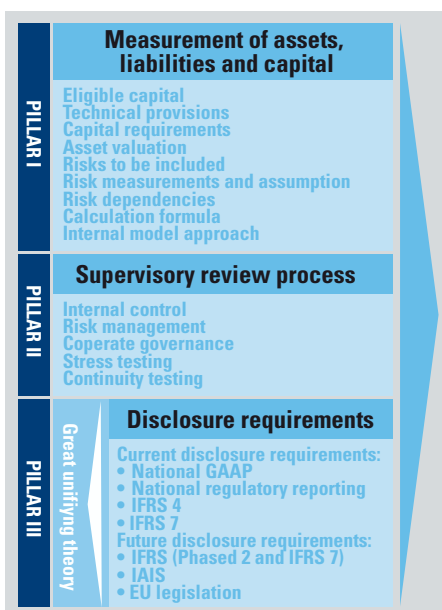 PILLAR I
Measurement of assets,
liabilities and capital
Eligible capital
Technical provisions
Capital requirements
Asset valuation
Risks to be included
Risk measurements and assumption
Risk dependencies
Calculation formula
Internal model approach
PILLAR II
Supervisory review process
Internal control
Risk management
Coperate governance
Stress testing
Continuity testing
PILLAR III
Great unifiyng theory
Disclosure requirements
Current disclosure requirements:
• National GAAP
• National regulatory reporting
• IFRS 4
• IFRS 7
Future disclosure requirements:
• IFRS (Phased 2 and IFRS 7)
• IAIS
• EU legislation